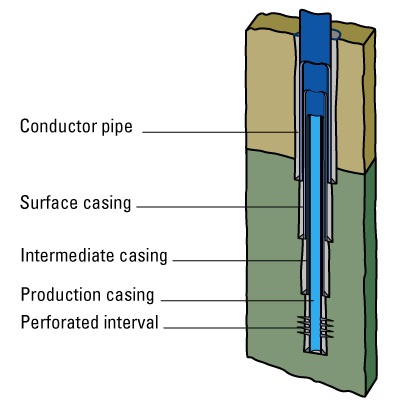 Conductor pipe
Surface casing
Intermediate casing
Production casing
Perforated interval